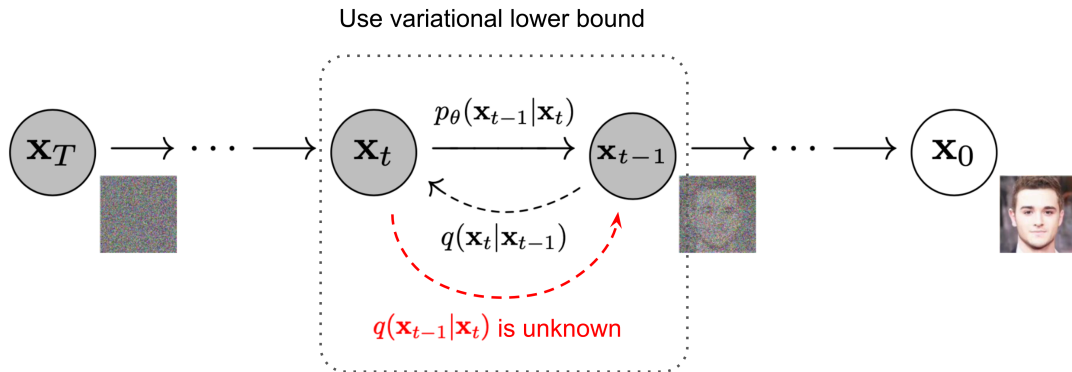 Use variational lower bound
x_T → ⋯ → x_t p_θ(x_{t−1}|x_t) x_{t−1} → ⋯ → x_0
q(x_t|x_{t−1})
q(x_{t−1}|x_t) is unknown